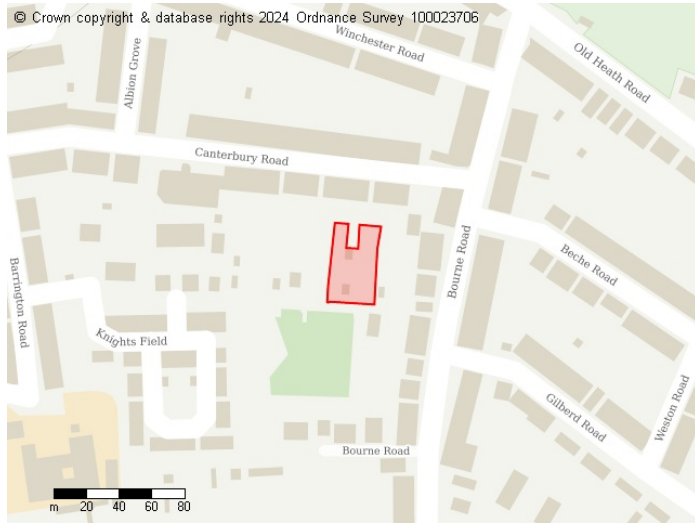 © Crown copyright & database rights 2024 Ordnance Survey 100023706
Winchester Road
Old Heath Road
Albion Grove
Canterbury Road
Bourne Road
Beche Road
Barrington Road
Knights Field
Gilberd Road
Weston Road
Bourne Road
m 20 40 60 80